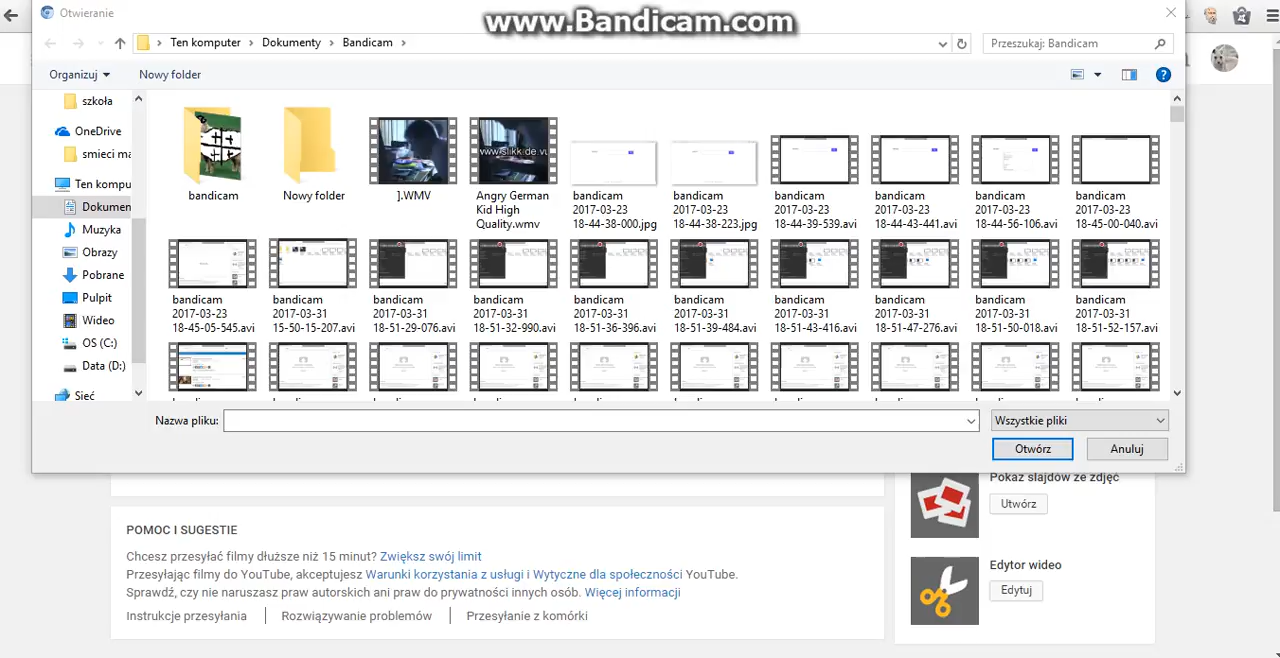 Otwieranie
www.Bandicam.com
Ten komputer > Dokumenty > Bandicam >
Przeszukaj: Bandicam
Organizuj
Nowy folder
szkoła
OneDrive
smieci ma
Ten kompu
Dokumen
Muzyka
Obrazy
Pobrane
Pulpit
Wideo
OS (C:)
Data (D:)
Sieć
bandicam
Nowy folder
].WMV
www.slikk-de.vu
Angry German
Kid High
Quality.wmv
bandicam
2017-03-23
18-44-38-000.jpg
bandicam
2017-03-23
18-44-38-223.jpg
bandicam
2017-03-23
18-44-39-539.avi
bandicam
2017-03-23
18-44-43-441.avi
bandicam
2017-03-23
18-44-56-106.avi
bandicam
2017-03-23
18-45-00-040.avi
bandicam
2017-03-23
18-45-05-545.avi
bandicam
2017-03-31
15-50-15-207.avi
bandicam
2017-03-31
18-51-29-076.avi
bandicam
2017-03-31
18-51-32-990.avi
bandicam
2017-03-31
18-51-36-396.avi
bandicam
2017-03-31
18-51-39-484.avi
bandicam
2017-03-31
18-51-43-416.avi
bandicam
2017-03-31
18-51-47-276.avi
bandicam
2017-03-31
18-51-50-018.avi
bandicam
2017-03-31
18-51-52-157.avi
Nazwa pliku:
Wszystkie pliki
Otwórz
Anuluj
POMOC I SUGESTIE
Chcesz przesyłać filmy dłuższe niż 15 minut? Zwiększ swój limit
Przesyłając filmy do YouTube, akceptujesz Warunki korzystania z usługi i Wytyczne dla społeczności YouTube.
Sprawdź, czy nie naruszasz praw autorskich ani praw do prywatności innych osób. Więcej informacji
Instrukcje przesyłania
Rozwiązywanie problemów
Przesyłanie z komórki
Pokaz slajdów ze zdjęć
Utwórz
Edytor wideo
Edytuj